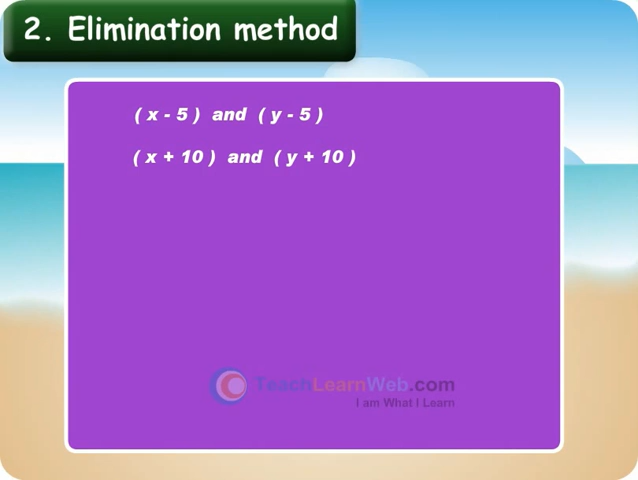 2. Elimination method
( x - 5 ) and ( y - 5 )
( x + 10 ) and ( y + 10 )
TeachLearnWeb.com
I am What I Learn